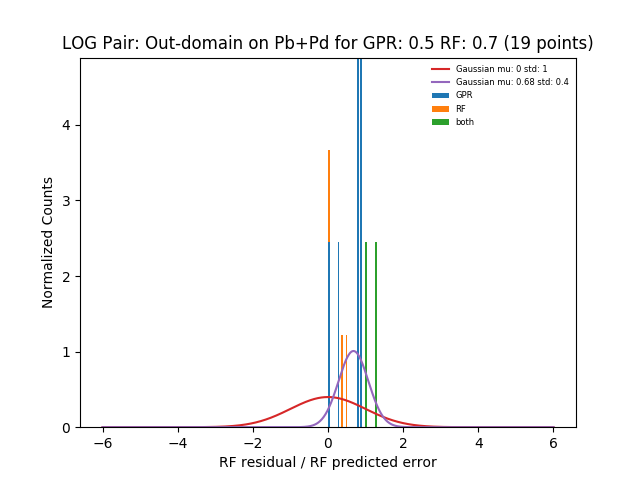 LOG Pair: Out-domain on Pb+Pd for GPR: 0.5 RF: 0.7 (19 points)
Gaussian mu: 0 std: 1
Gaussian mu: 0.68 std: 0.4
GPR
RF
both
Normalized Counts
4
3
2
1
0
−6 −4 −2 0 2 4 6
RF residual / RF predicted error